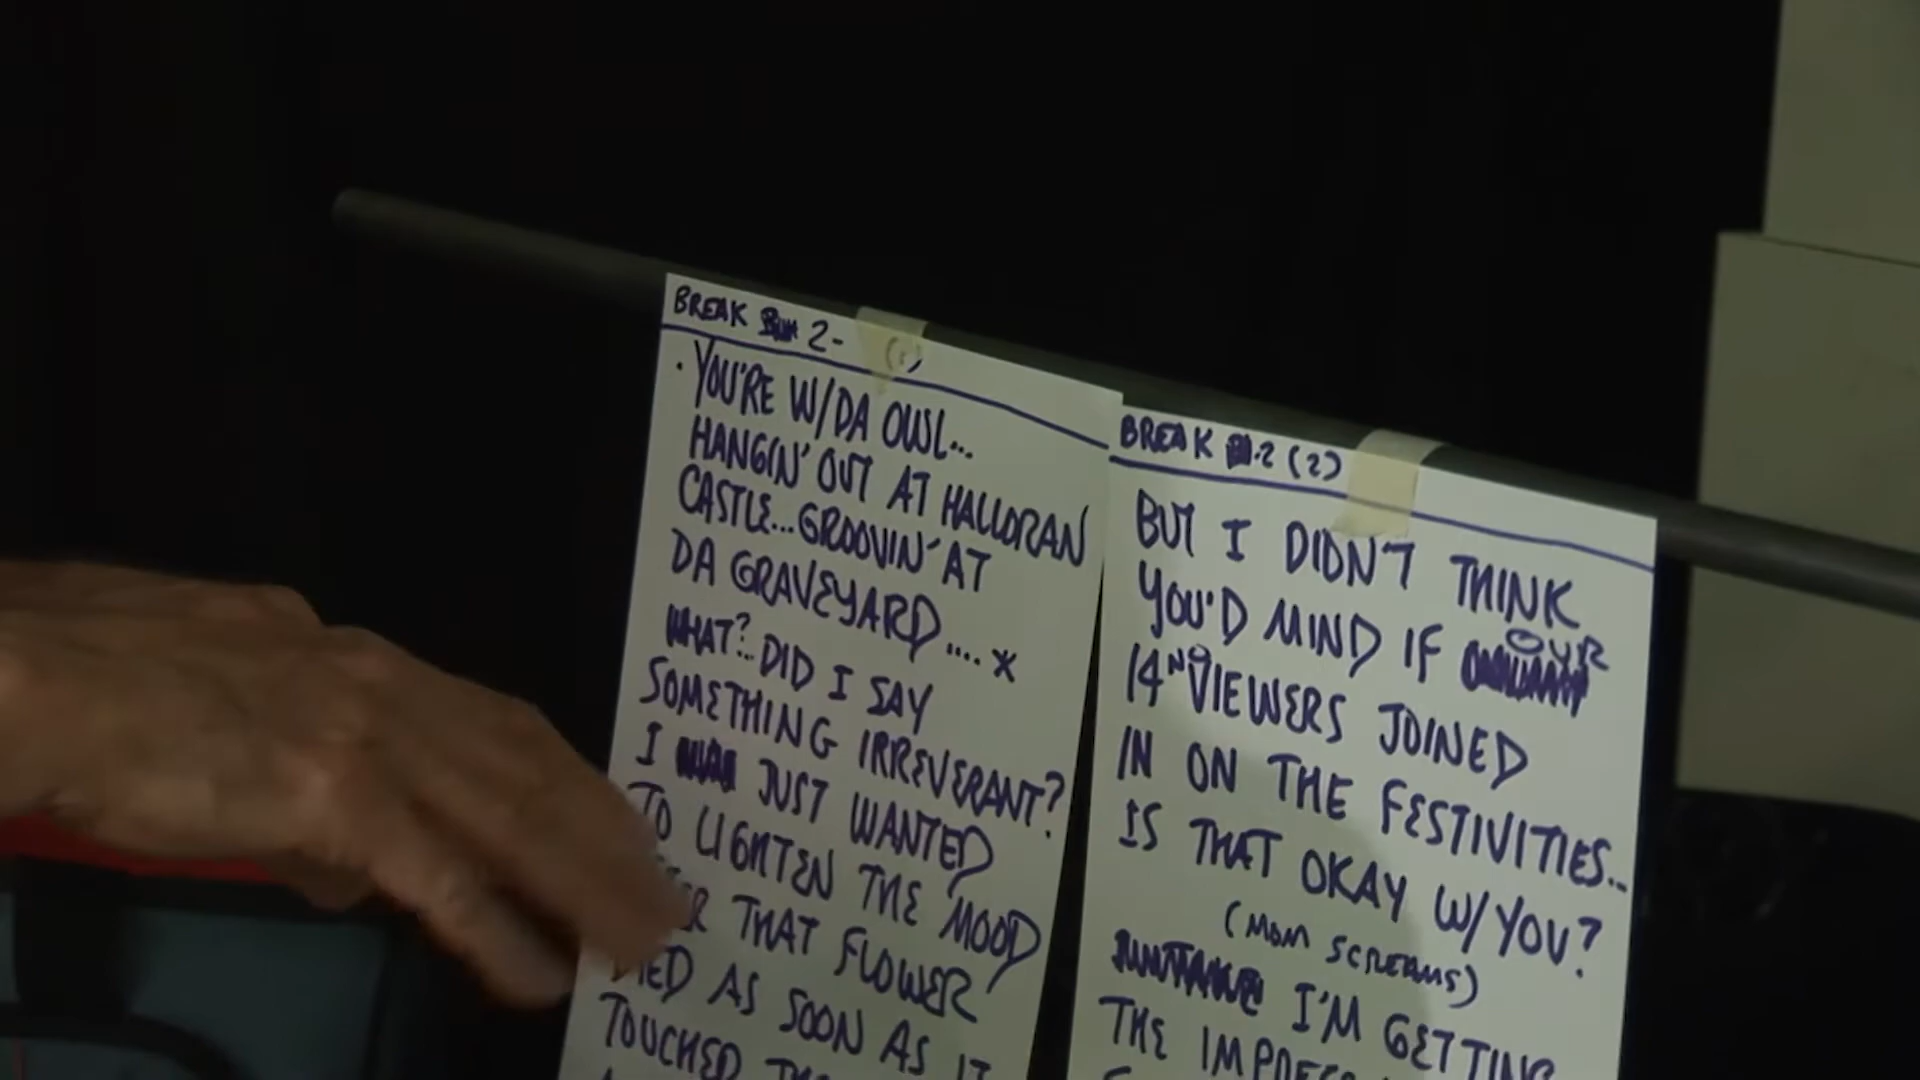 BREAK 2- (1)
· YOU'RE W/DA OWL...
HANGIN' OUT AT HALLORAN
CASTLE...GROOVIN' AT
DA GRAVEYARD.... *
WHAT?.. DID I SAY
SOMETHING IRREVERANT?
I JUST WANTED
TO LIGHTEN THE MOOD
THAT FLOWER
DIED AS SOON AS IT
TOUCHED THE
BREAK .2 (2)
BUT I DIDN'T THINK
YOU'D MIND IF OUR
14 VIEWERS JOINED
IN ON THE FESTIVITIES...
IS THAT OKAY W/YOU?
(MOM SCREAMS)
I'M GETTING
THE